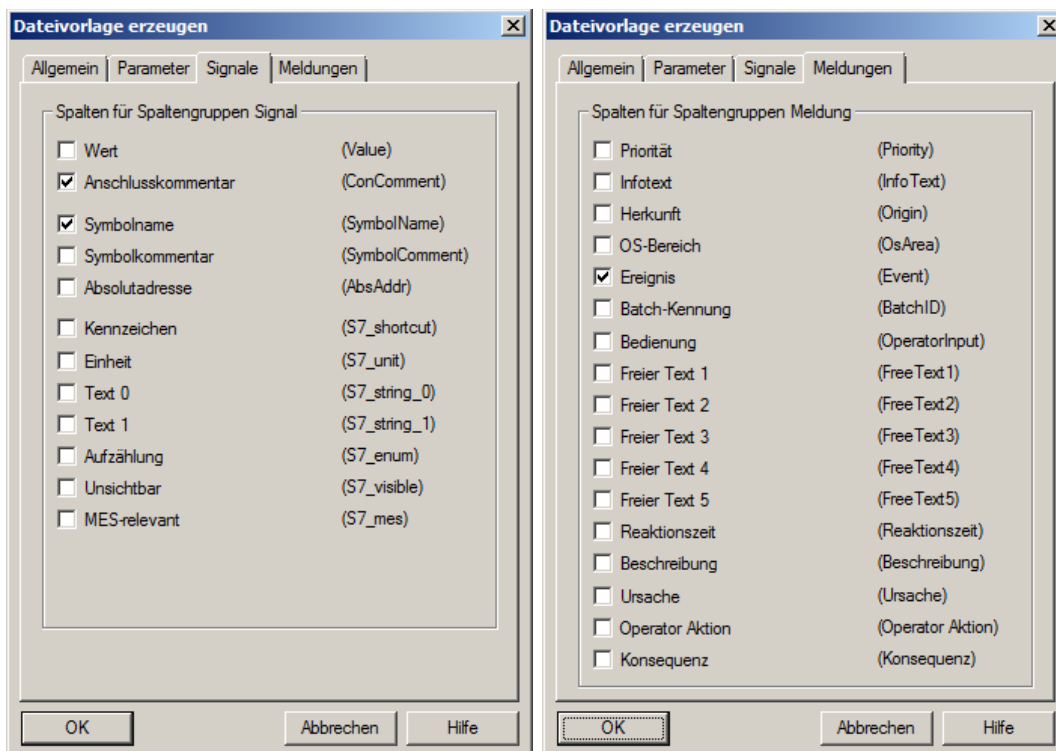 Dateivorlage erzeugen
Allgemein Parameter Signale Meldungen
Spalten für Spaltengruppen Signal
Wert (Value)
Anschlusskommentar (ConComment)
Symbolname (SymbolName)
Symbolkommentar (SymbolComment)
Absolutadresse (AbsAddr)
Kennzeichen (S7_shortcut)
Einheit (S7_unit)
Text 0 (S7_string_0)
Text 1 (S7_string_1)
Aufzählung (S7_enum)
Unsichtbar (S7_visible)
MES-relevant (S7_mes)
OK Abbrechen Hilfe
Dateivorlage erzeugen
Allgemein Parameter Signale Meldungen
Spalten für Spaltengruppen Meldung
Priorität (Priority)
Infotext (InfoText)
Herkunft (Origin)
OS-Bereich (OsArea)
Ereignis (Event)
Batch-Kennung (BatchID)
Bedienung (OperatorInput)
Freier Text 1 (FreeText1)
Freier Text 2 (FreeText2)
Freier Text 3 (FreeText3)
Freier Text 4 (FreeText4)
Freier Text 5 (FreeText5)
Reaktionszeit (Reaktionszeit)
Beschreibung (Beschreibung)
Ursache (Ursache)
Operator Aktion (Operator Aktion)
Konsequenz (Konsequenz)
OK Abbrechen Hilfe